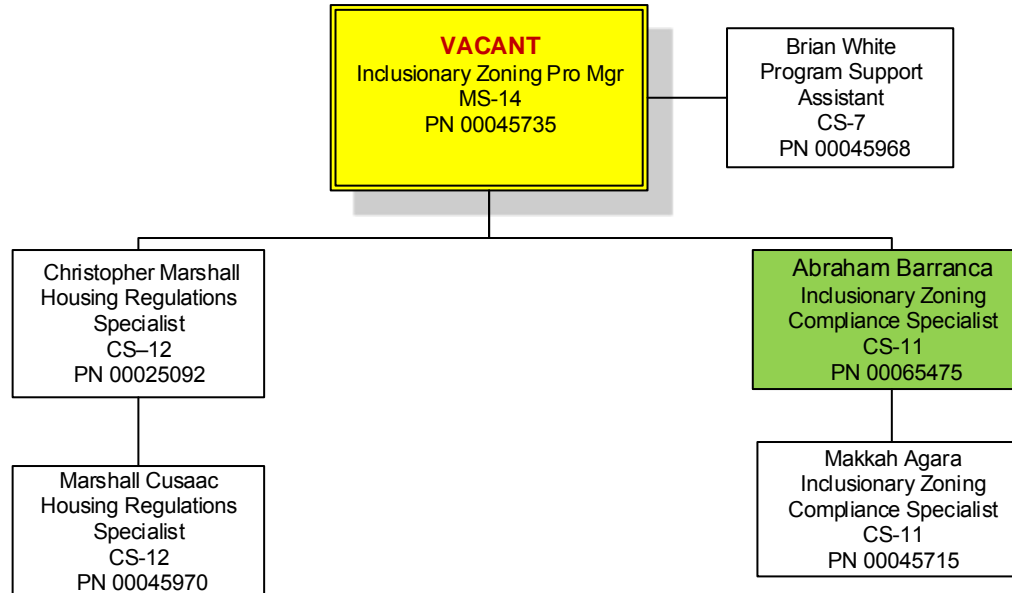 VACANT
Inclusionary Zoning Pro Mgr
MS-14
PN 00045735
Brian White
Program Support
Assistant
CS-7
PN 00045968
Christopher Marshall
Housing Regulations
Specialist
CS–12
PN 00025092
Abraham Barranca
Inclusionary Zoning
Compliance Specialist
CS-11
PN 00065475
Marshall Cusaac
Housing Regulations
Specialist
CS-12
PN 00045970
Makkah Agara
Inclusionary Zoning
Compliance Specialist
CS-11
PN 00045715